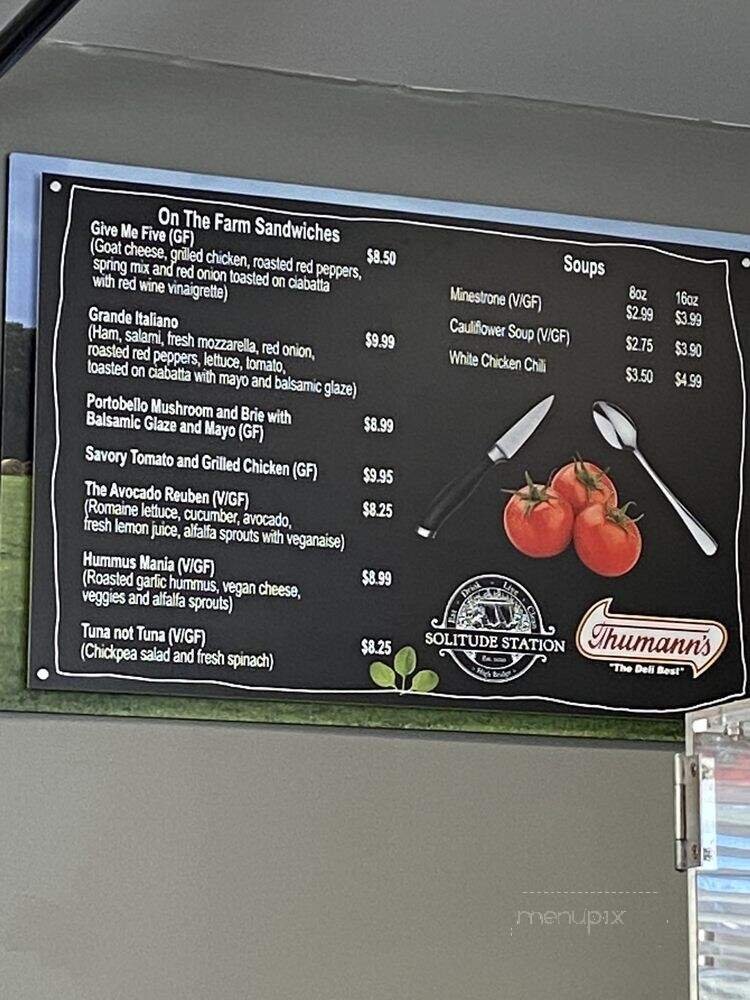 On The Farm Sandwiches
Give Me Five (GF) $8.50
(Goat cheese, grilled chicken, roasted red peppers,
spring mix and red onion toasted on ciabatta
with red wine vinaigrette)
Grande Italiano $9.99
(Ham, salami, fresh mozzarella, red onion,
roasted red peppers, lettuce, tomato,
toasted on ciabatta with mayo and balsamic glaze)
Portobello Mushroom and Brie with
Balsamic Glaze and Mayo (GF) $8.99
Savory Tomato and Grilled Chicken (GF) $9.95
The Avocado Reuben (V/GF) $8.25
(Romaine lettuce, cucumber, avocado,
fresh lemon juice, alfalfa sprouts with veganaise)
Hummus Mania (V/GF) $8.99
(Roasted garlic hummus, vegan cheese,
veggies and alfalfa sprouts)
Tuna not Tuna (V/GF) $8.25
(Chickpea salad and fresh spinach)
Soups
8oz 16oz
Minestrone (V/GF) $2.99 $3.99
Cauliflower Soup (V/GF) $2.75 $3.90
White Chicken Chili $3.50 $4.99
Eat Drink Live
SOLITUDE STATION
Est. 2020
High Bridge
Thumann's
"The Deli Best"
menupix